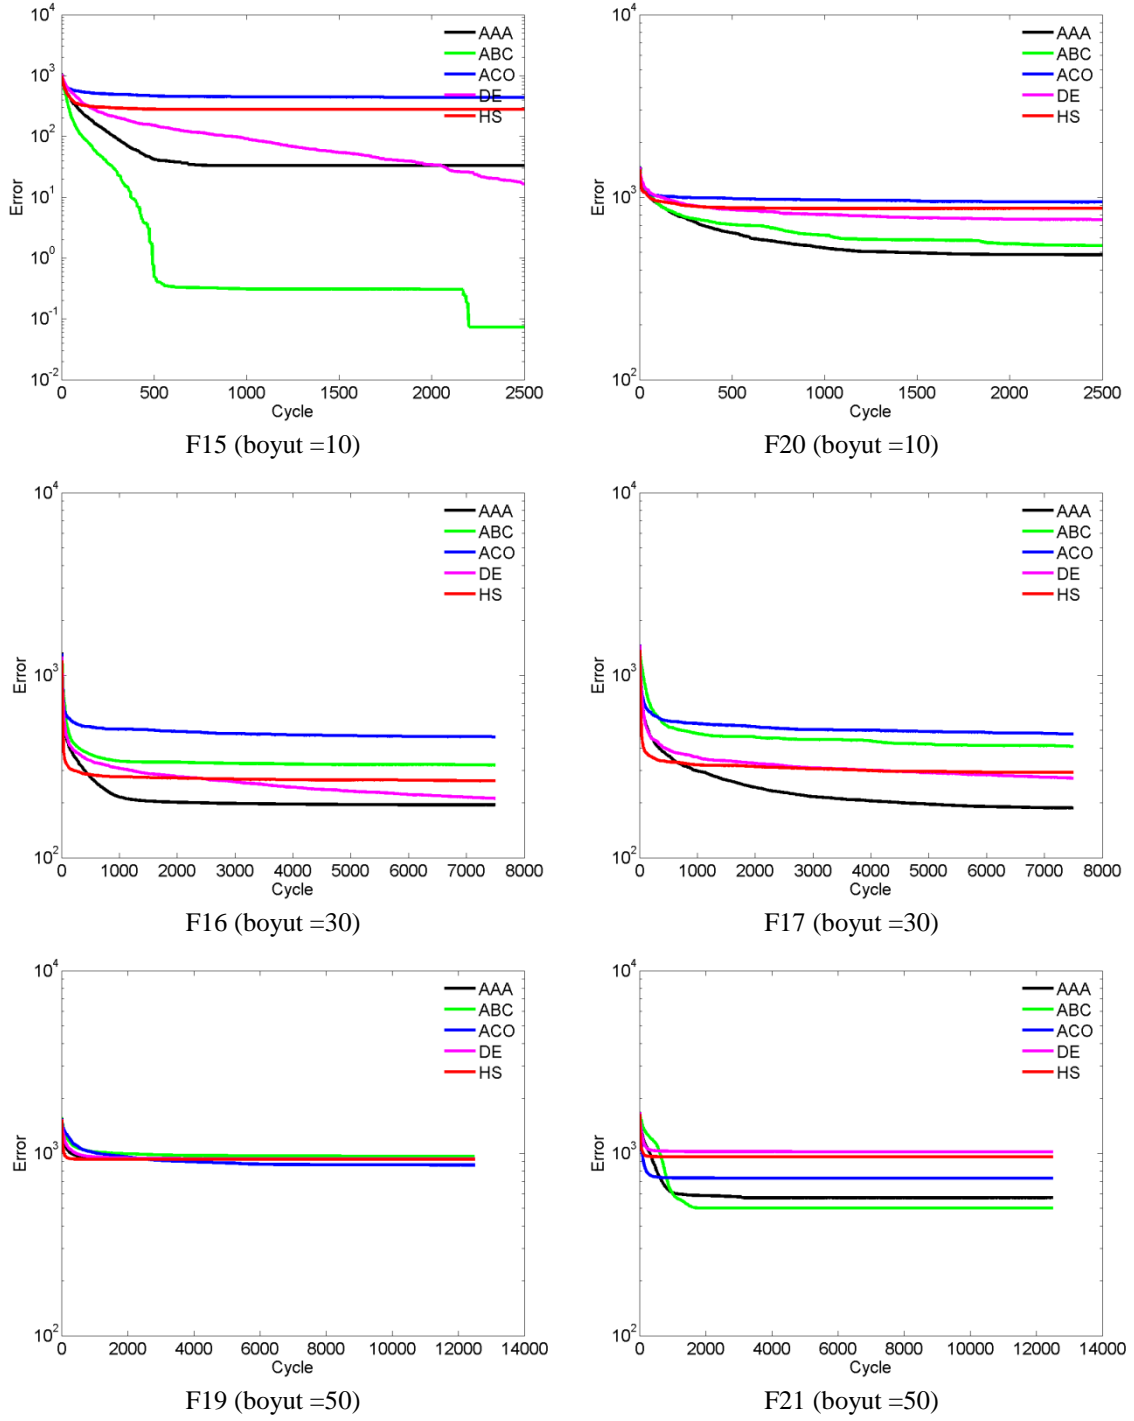 10^4
10^3
10^2
10^1
10^0
10^-1
10^-2
Error
0 500 1000 1500 2000 2500
Cycle
AAA
ABC
ACO
DE
HS
F15 (boyut =10)
10^4
10^3
10^2
Error
0 500 1000 1500 2000 2500
Cycle
AAA
ABC
ACO
DE
HS
F20 (boyut =10)
10^4
10^3
10^2
Error
0 1000 2000 3000 4000 5000 6000 7000 8000
Cycle
AAA
ABC
ACO
DE
HS
F16 (boyut =30)
10^4
10^3
10^2
Error
0 1000 2000 3000 4000 5000 6000 7000 8000
Cycle
AAA
ABC
ACO
DE
HS
F17 (boyut =30)
10^4
10^3
10^2
Error
0 2000 4000 6000 8000 10000 12000 14000
Cycle
AAA
ABC
ACO
DE
HS
F19 (boyut =50)
10^4
10^3
10^2
Error
0 2000 4000 6000 8000 10000 12000 14000
Cycle
AAA
ABC
ACO
DE
HS
F21 (boyut =50)